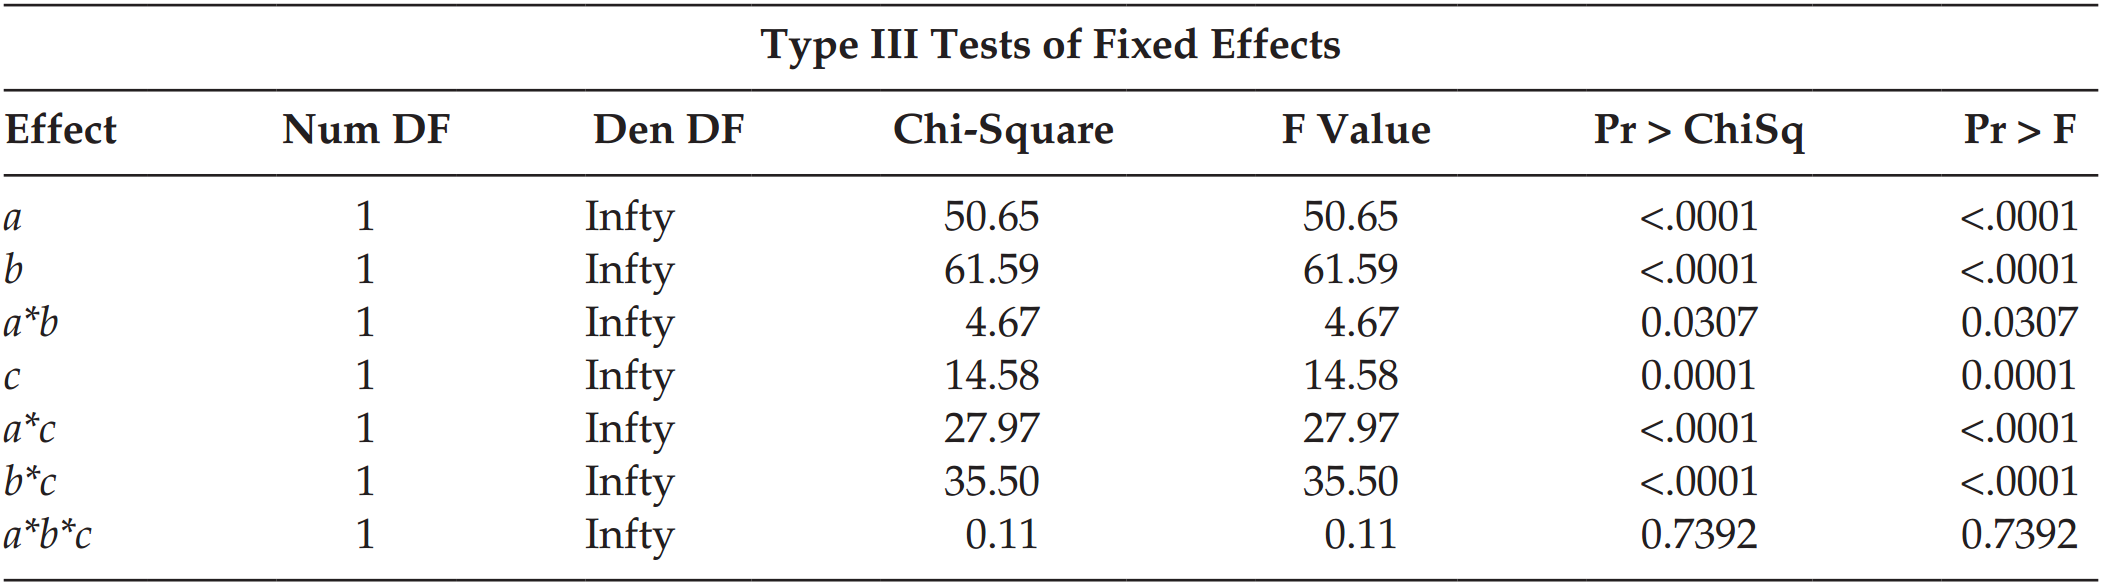 Type III Tests of Fixed Effects
Effect Num DF Den DF Chi-Square F Value Pr > ChiSq Pr > F
a 1 Infty 50.65 50.65 <.0001 <.0001
b 1 Infty 61.59 61.59 <.0001 <.0001
a*b 1 Infty 4.67 4.67 0.0307 0.0307
c 1 Infty 14.58 14.58 0.0001 0.0001
a*c 1 Infty 27.97 27.97 <.0001 <.0001
b*c 1 Infty 35.50 35.50 <.0001 <.0001
a*b*c 1 Infty 0.11 0.11 0.7392 0.7392